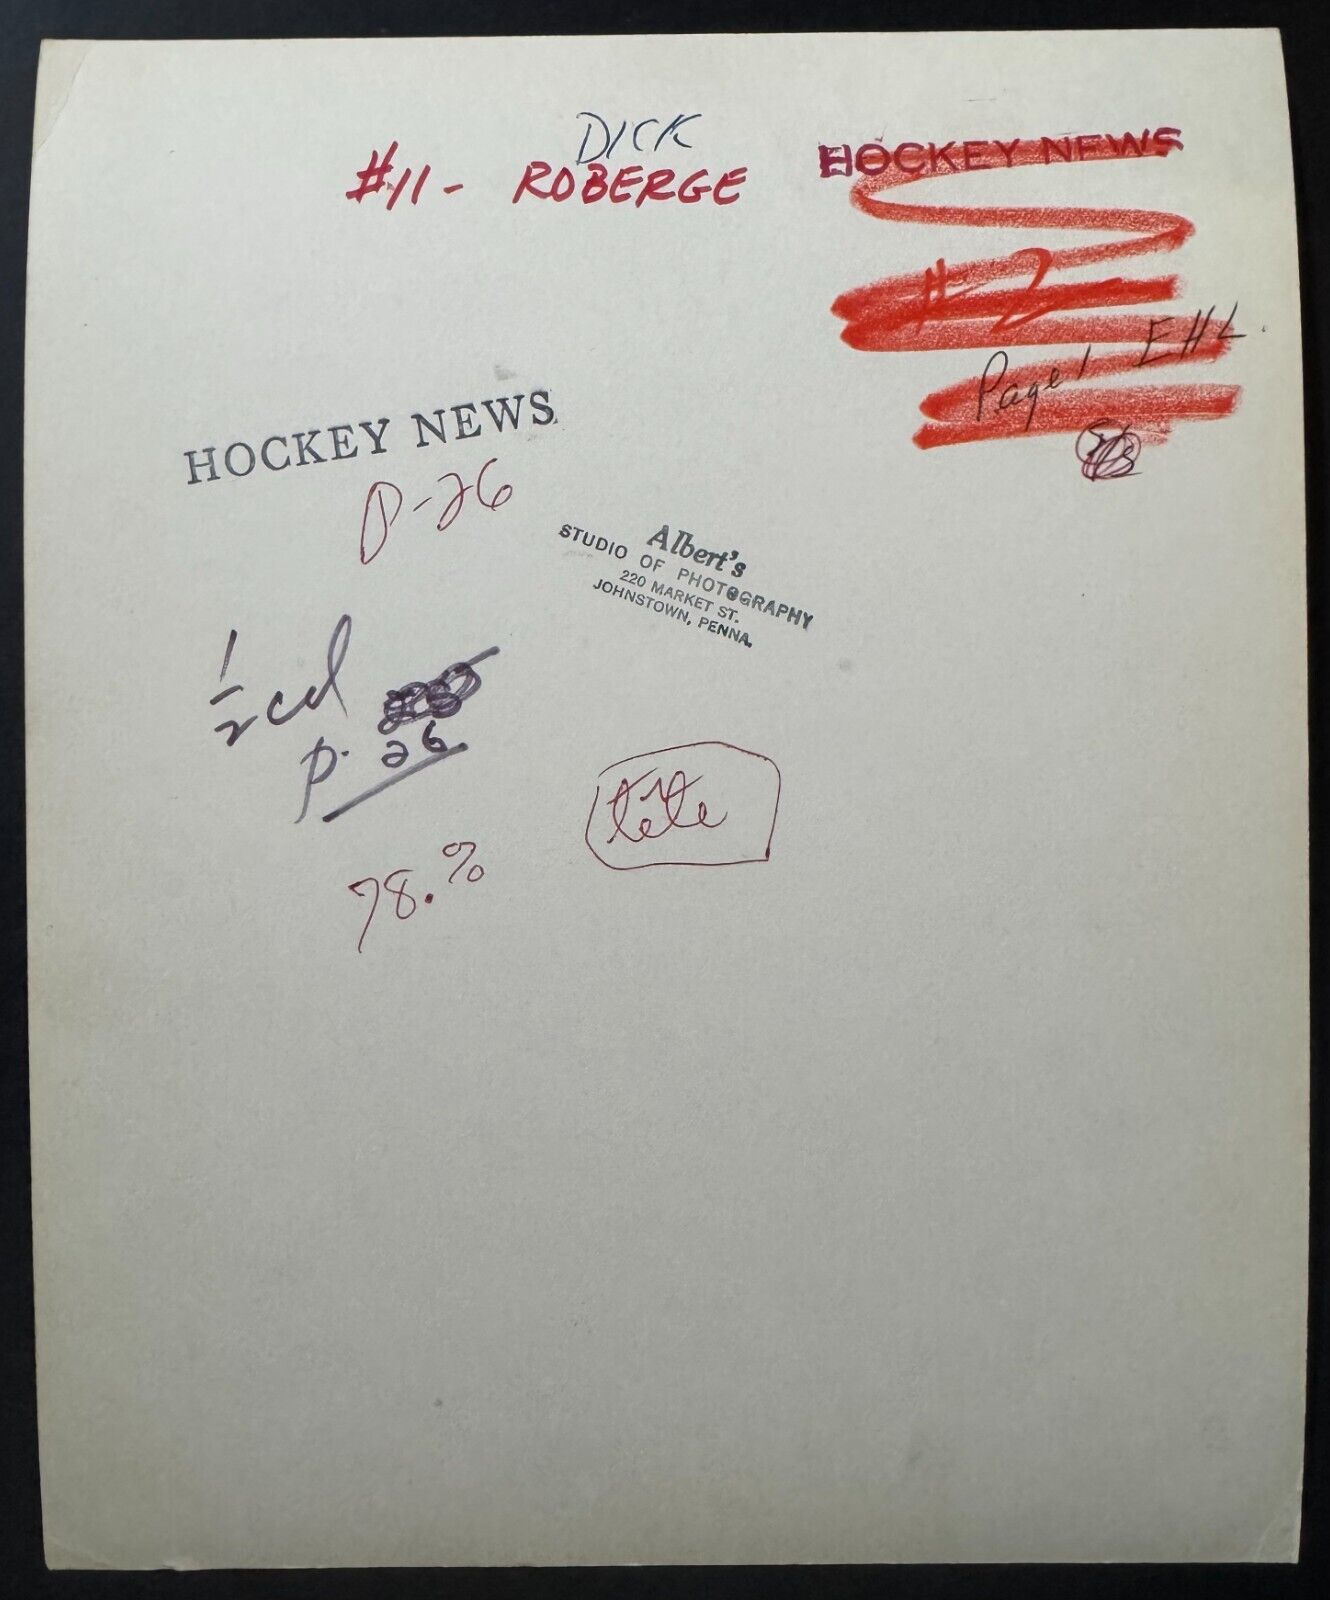 DICK
#11 - ROBERGE
HOCKEY NEWS
#2
Page 1 EHL.
HOCKEY NEWS
P-26
Albert's
STUDIO OF PHOTOGRAPHY
220 MARKET ST.
JOHNSTOWN, PENNA.
1/2 col
p. 26
tête
78.%